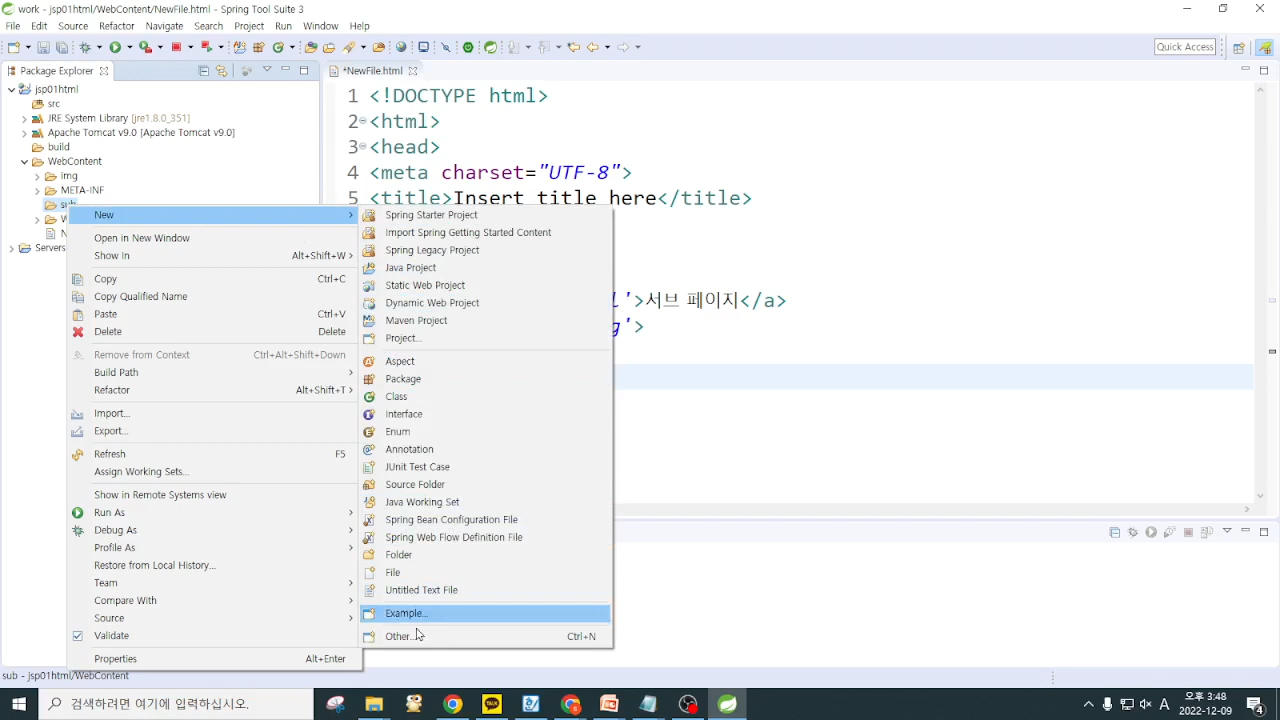 work - jsp01html/WebContent/NewFile.html - Spring Tool Suite 3
File Edit Source Refactor Navigate Search Project Run Window Help
Quick Access
Package Explorer
*NewFile.html
jsp01html
src
JRE System Library [jre1.8.0_351]
Apache Tomcat v9.0 [Apache Tomcat v9.0]
build
WebContent
img
META-INF
sub
W
N
Servers
1 <!DOCTYPE html>
2 <html>
3 <head>
4 <meta charset="UTF-8">
5 <title>Insert title here</title>
'>서브 페이지</a>
g'>
New
Open in New Window
Show In Alt+Shift+W
Copy Ctrl+C
Copy Qualified Name
Paste Ctrl+V
Delete Delete
Remove from Context Ctrl+Alt+Shift+Down
Build Path
Refactor Alt+Shift+T
Import...
Export...
Refresh F5
Assign Working Sets...
Show in Remote Systems view
Run As
Debug As
Profile As
Restore from Local History...
Team
Compare With
Source
Validate
Properties Alt+Enter
Spring Starter Project
Import Spring Getting Started Content
Spring Legacy Project
Java Project
Static Web Project
Dynamic Web Project
Maven Project
Project...
Aspect
Package
Class
Interface
Enum
Annotation
JUnit Test Case
Source Folder
Java Working Set
Spring Bean Configuration File
Spring Web Flow Definition File
Folder
File
Untitled Text File
Example...
Other... Ctrl+N
sub - jsp01html/WebContent
검색하려면 여기에 입력하십시오.
TALK
A
오후 3:48
2022-12-09
4